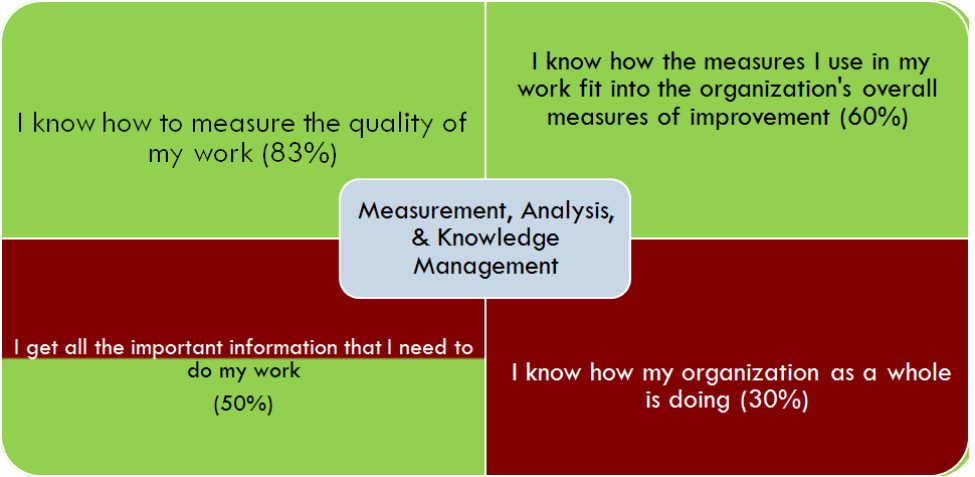 I know how to measure the quality of
my work (83%)
I know how the measures I use in my
work fit into the organization's overall
measures of improvement (60%)
Measurement, Analysis,
& Knowledge
Management
I get all the important information that I need to
do my work
(50%)
I know how my organization as a whole
is doing (30%)